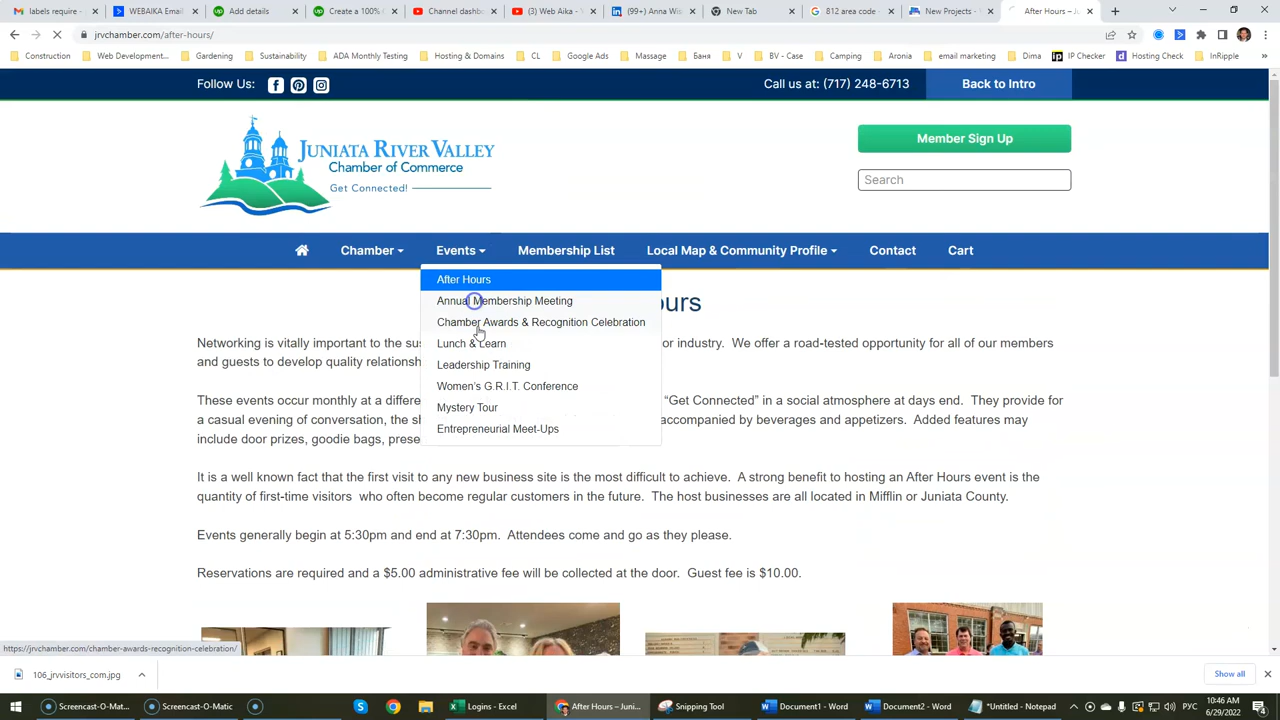 labels require -
WEBAIKA Email
Add details
Create a 100%
Channel dashbo
(3) Web Aika -
(99+) Anna Wis
New Tab
812 area code
New Projects -
After Hours - Ju
jrvchamber.com/after-hours/
Construction
Web Development...
Gardening
Sustainability
ADA Monthly Testing
Hosting & Domains
CL
Google Ads
Massage
Баня
V
BV - Case
Camping
Aronia
email marketing
Dima
IP Checker
Hosting Check
InRipple
Follow Us:
Call us at: (717) 248-6713
Back to Intro
JUNIATA RIVER VALLEY
Chamber of Commerce
Get Connected!
Member Sign Up
Search
Chamber
Events
Membership List
Local Map & Community Profile
Contact
Cart
After Hours
Annual Membership Meeting
Chamber Awards & Recognition Celebration
Lunch & Learn
Leadership Training
Women's G.R.I.T. Conference
Mystery Tour
Entrepreneurial Meet-Ups
ours
Networking is vitally important to the su
or industry. We offer a road-tested opportunity for all of our members
and guests to develop quality relationsh
These events occur monthly at a differe
"Get Connected" in a social atmosphere at days end. They provide for
a casual evening of conversation, the sh
accompanied by beverages and appetizers. Added features may
include door prizes, goodie bags, prese
It is a well known fact that the first visit to any new business site is the most difficult to achieve. A strong benefit to hosting an After Hours event is the
quantity of first-time visitors who often become regular customers in the future. The host businesses are all located in Mifflin or Juniata County.
Events generally begin at 5:30pm and end at 7:30pm. Attendees come and go as they please.
Reservations are required and a $5.00 administrative fee will be collected at the door. Guest fee is $10.00.
https://jrvchamber.com/chamber-awards-recognition-celebration/
106_jrvvisitors_com.jpg
Show all
Screencast-O-Mat...
Screencast-O-Matic
Logins - Excel
After Hours – Juni...
Snipping Tool
Document1 - Word
Document2 - Word
*Untitled - Notepad
РУС
10:46 AM
6/29/2022